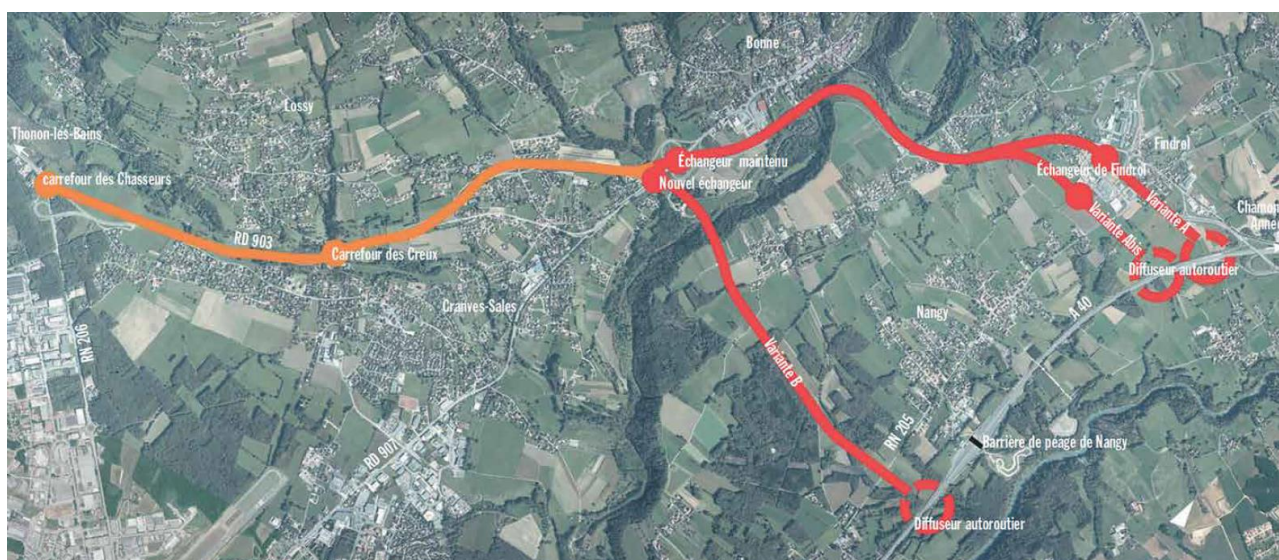 Bonne
Lossy
Thonon-les-Bains
Findrol
Échangeur maintenu
Échangeur de Findrol
carrefour des Chasseurs
Nouvel échangeur
Variante A
Variante Abis
RD 903
Carrefour des Creux
Diffuseur autoroutier
Cranves-Sales
Nangy
A 40
RN 206
Variante B
RN 205
Barrière de péage de Nangy
RD 907
Diffuseur autoroutier